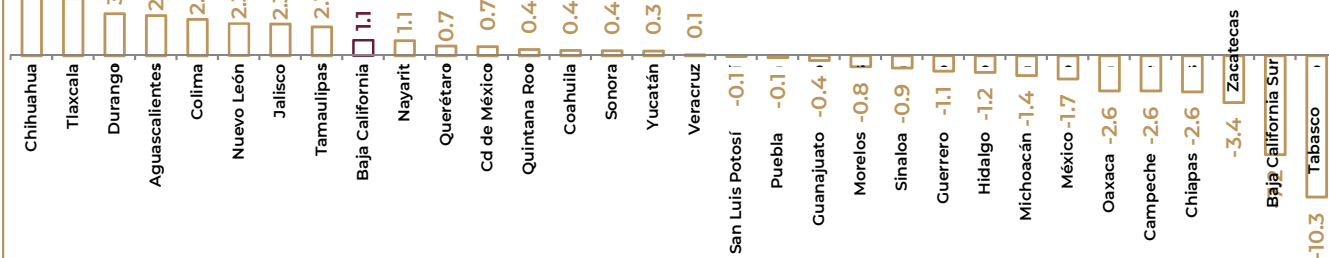 Chihuahua
Tlaxcala
Durango
Aguascalientes
Colima
Nuevo León
Jalisco
Tamaulipas
Baja California 1.1
Nayarit 1.1
Querétaro 0.7
Cd de México 0.7
Quintana Roo 0.4
Coahuila 0.4
Sonora 0.4
Yucatán 0.3
Veracruz 0.1
San Luis Potosí -0.1
Puebla -0.1
Guanajuato -0.4
Morelos -0.8
Sinaloa -0.9
Guerrero -1.1
Hidalgo -1.2
Michoacán -1.4
México -1.7
Oaxaca -2.6
Campeche -2.6
Chiapas -2.6
Zacatecas -3.4
Baja California Sur
Tabasco -10.3